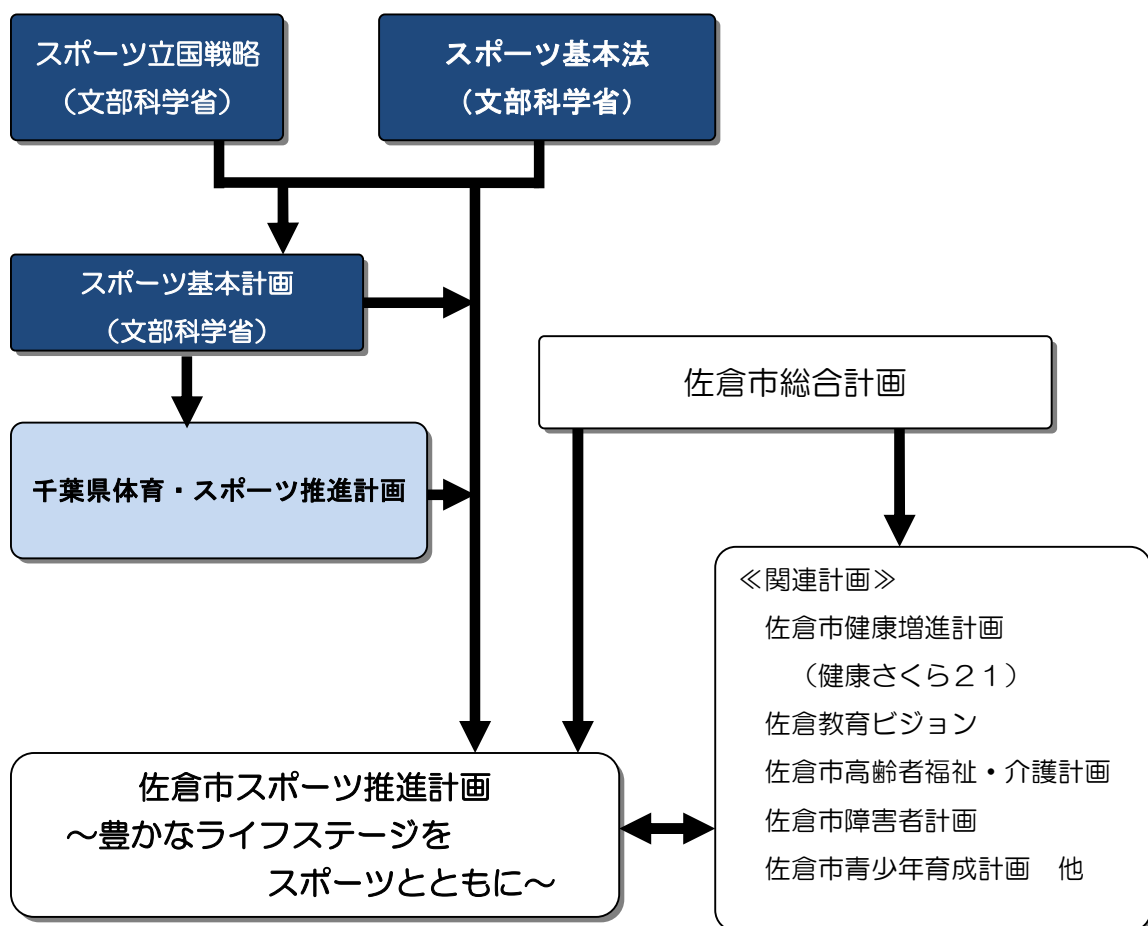 スポーツ立国戦略
（文部科学省）
スポーツ基本法
（文部科学省）
スポーツ基本計画
（文部科学省）
佐倉市総合計画
千葉県体育・スポーツ推進計画
≪関連計画≫
佐倉市健康増進計画
（健康さくら２１）
佐倉教育ビジョン
佐倉市高齢者福祉・介護計画
佐倉市障害者計画
佐倉市青少年育成計画　他
佐倉市スポーツ推進計画
～豊かなライフステージを
スポーツとともに～